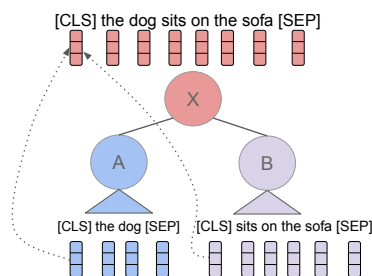 [CLS] the dog sits on the sofa [SEP]
X
A
B
[CLS] the dog [SEP]
[CLS] sits on the sofa [SEP]